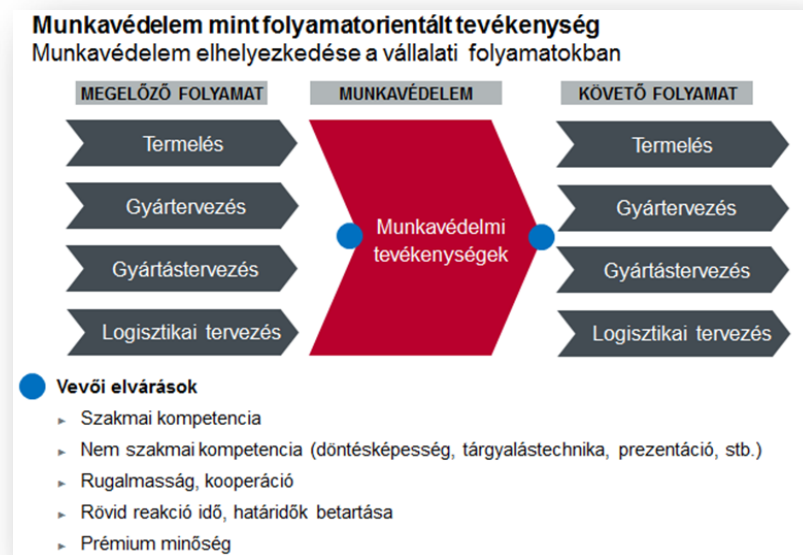 Munkavédelem mint folyamatorientált tevékenység
Munkavédelem elhelyezkedése a vállalati folyamatokban
MEGELŐZŐ FOLYAMAT
MUNKAVÉDELEM
KÖVETŐ FOLYAMAT
Termelés
Gyártervezés
Gyártástervezés
Logisztikai tervezés
Munkavédelmi
tevékenységek
Termelés
Gyártervezés
Gyártástervezés
Logisztikai tervezés
Vevői elvárások
Szakmai kompetencia
Nem szakmai kompetencia (döntésképesség, tárgyalástechnika, prezentáció, stb.)
Rugalmasság, kooperáció
Rövid reakció idő, határidők betartása
Prémium minőség